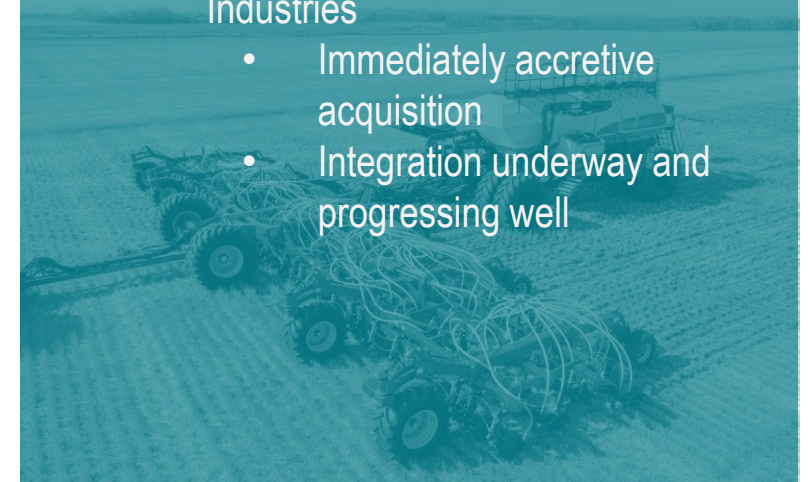 Industries
• Immediately accretive
acquisition
• Integration underway and
progressing well